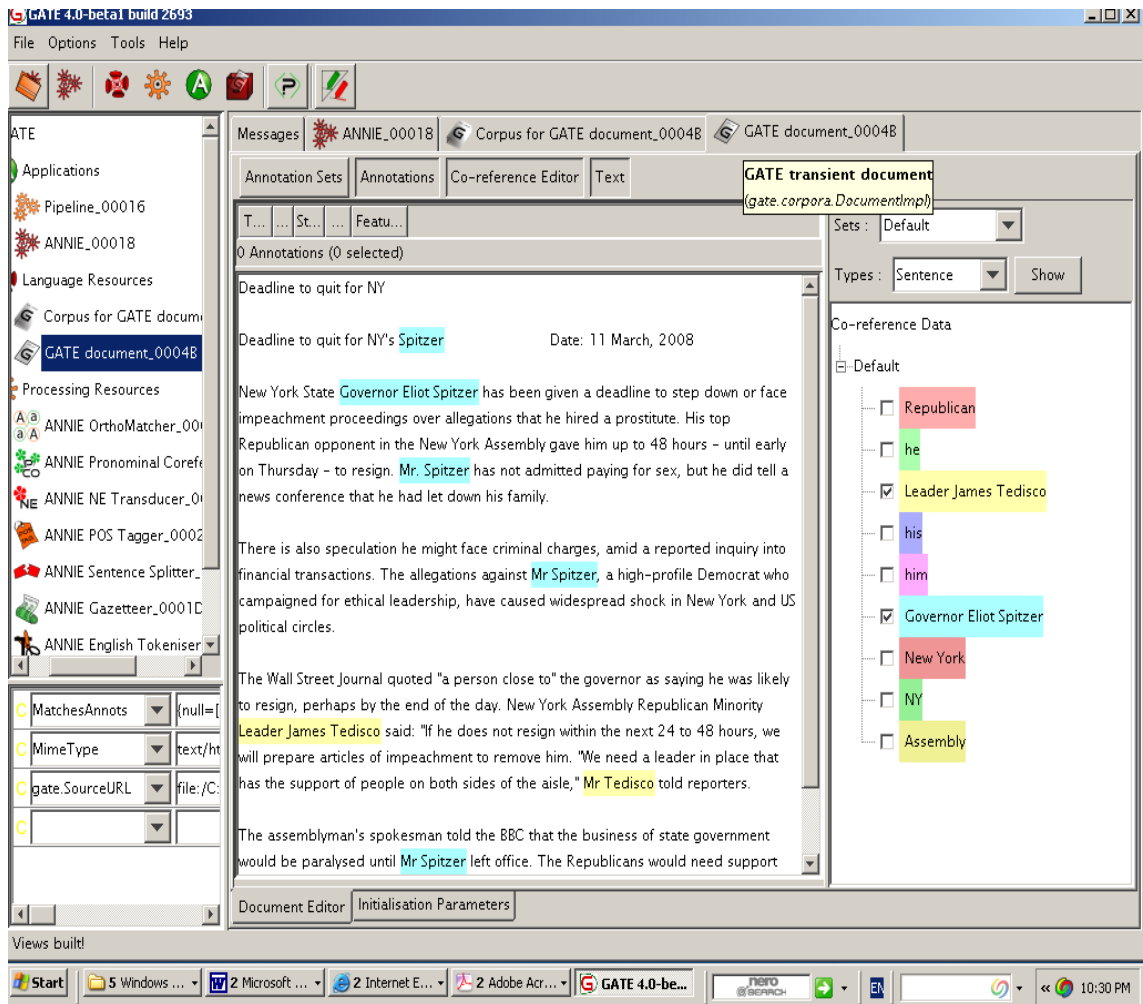 GATE 4.0-beta1 build 2693
File Options Tools Help
ATE
Applications
Pipeline_00016
ANNIE_00018
Language Resources
Corpus for GATE docum
GATE document_0004B
Processing Resources
ANNIE OrthoMatcher_00
ANNIE Pronominal Corefe
ANNIE NE Transducer_0
ANNIE POS Tagger_0002
ANNIE Sentence Splitter_
ANNIE Gazetteer_0001D
ANNIE English Tokeniser
C MatchesAnnots {null=[
C MimeType text/ht
C gate.SourceURL file:/C:
C
Messages ANNIE_00018 Corpus for GATE document_0004B GATE document_0004B
Annotation Sets Annotations Co-reference Editor Text
GATE transient document
(gate.corpora.DocumentImpl)
T... ... St... ... Featu...
0 Annotations (0 selected)
Deadline to quit for NY
Deadline to quit for NY's Spitzer Date: 11 March, 2008
New York State Governor Eliot Spitzer has been given a deadline to step down or face
impeachment proceedings over allegations that he hired a prostitute. His top
Republican opponent in the New York Assembly gave him up to 48 hours - until early
on Thursday - to resign. Mr. Spitzer has not admitted paying for sex, but he did tell a
news conference that he had let down his family.
There is also speculation he might face criminal charges, amid a reported inquiry into
financial transactions. The allegations against Mr Spitzer, a high-profile Democrat who
campaigned for ethical leadership, have caused widespread shock in New York and US
political circles.
The Wall Street Journal quoted "a person close to" the governor as saying he was likely
to resign, perhaps by the end of the day. New York Assembly Republican Minority
Leader James Tedisco said: "If he does not resign within the next 24 to 48 hours, we
will prepare articles of impeachment to remove him. "We need a leader in place that
has the support of people on both sides of the aisle," Mr Tedisco told reporters.
The assemblyman's spokesman told the BBC that the business of state government
would be paralysed until Mr Spitzer left office. The Republicans would need support
Sets : Default
Types : Sentence Show
Co-reference Data
Default
Republican
he
Leader James Tedisco
his
him
Governor Eliot Spitzer
New York
NY
Assembly
Document Editor Initialisation Parameters
Views built!
Start 5 Windows ... 2 Microsoft ... 2 Internet E... 2 Adobe Acr... GATE 4.0-be... nero SEARCH EN « 10:30 PM